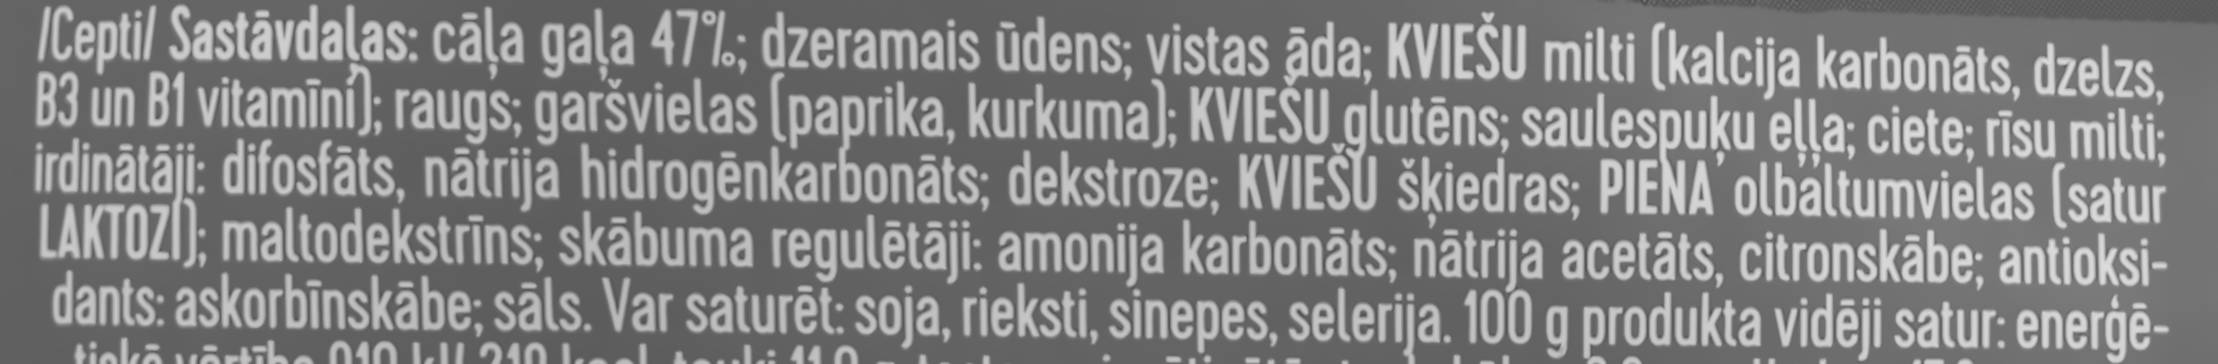 /Cepti/ Sastāvdaļas: cāļa gaļa 47%; dzeramais ūdens; vistas āda; KVIEŠU milti (kalcija karbonāts, dzelzs,
B3 un B1 vitamīni); raugs; garšvielas (paprika, kurkuma); KVIEŠU glutēns; saulespuķu eļļa; ciete; rīsu milti;
irdinātāji: difosfāts, nātrija hidrogēnkarbonāts; dekstroze; KVIEŠU šķiedras; PIENA olbaltumvielas (satur
LAKTOZI); maltodekstrīns; skābuma regulētāji: amonija karbonāts; nātrija acetāts, citronskābe; antioksi-
dants: askorbīnskābe; sāls. Var saturēt: soja, rieksti, sinepes, selerija. 100 g produkta vidēji satur: enerģē-